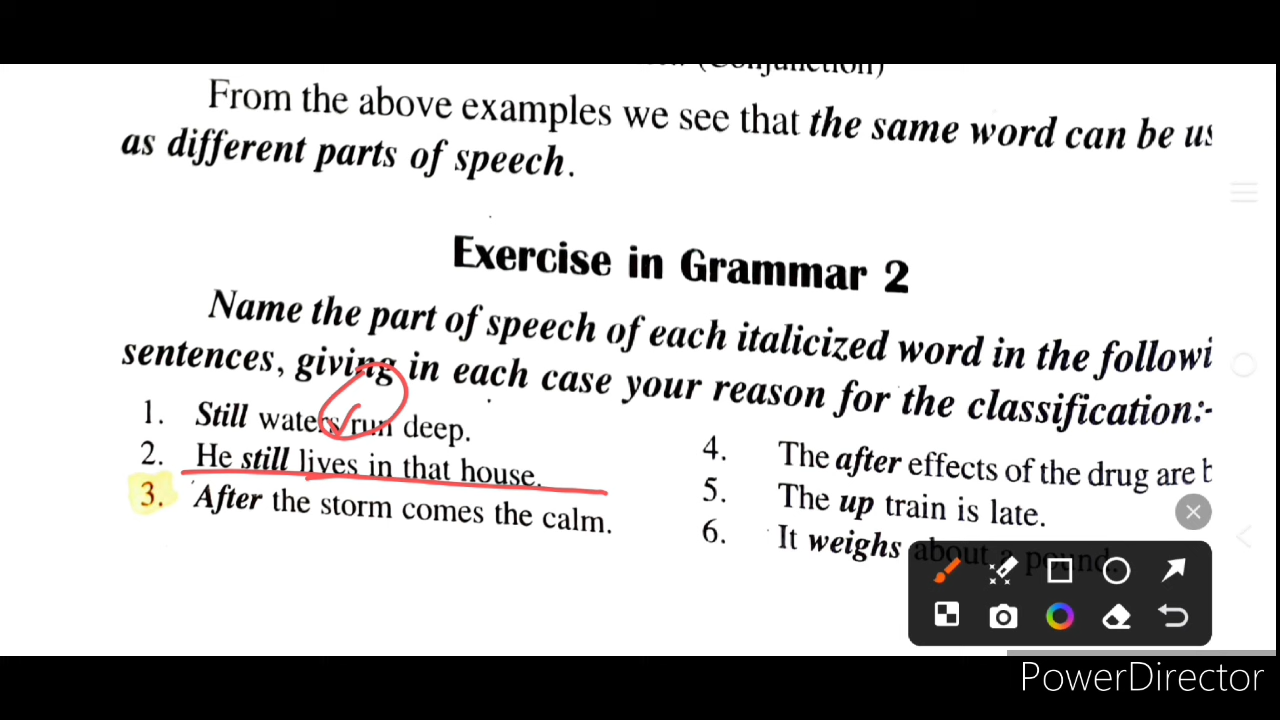 (Conjunction)
From the above examples we see that the same word can be us
as different parts of speech.
Exercise in Grammar 2
Name the part of speech of each italicized word in the followi
sentences, giving in each case your reason for the classification:-
1. Still waters run deep.
2. He still lives in that house.
3. After the storm comes the calm.
4. The after effects of the drug are b
5. The up train is late.
6. It weighs about a pound.
PowerDirector